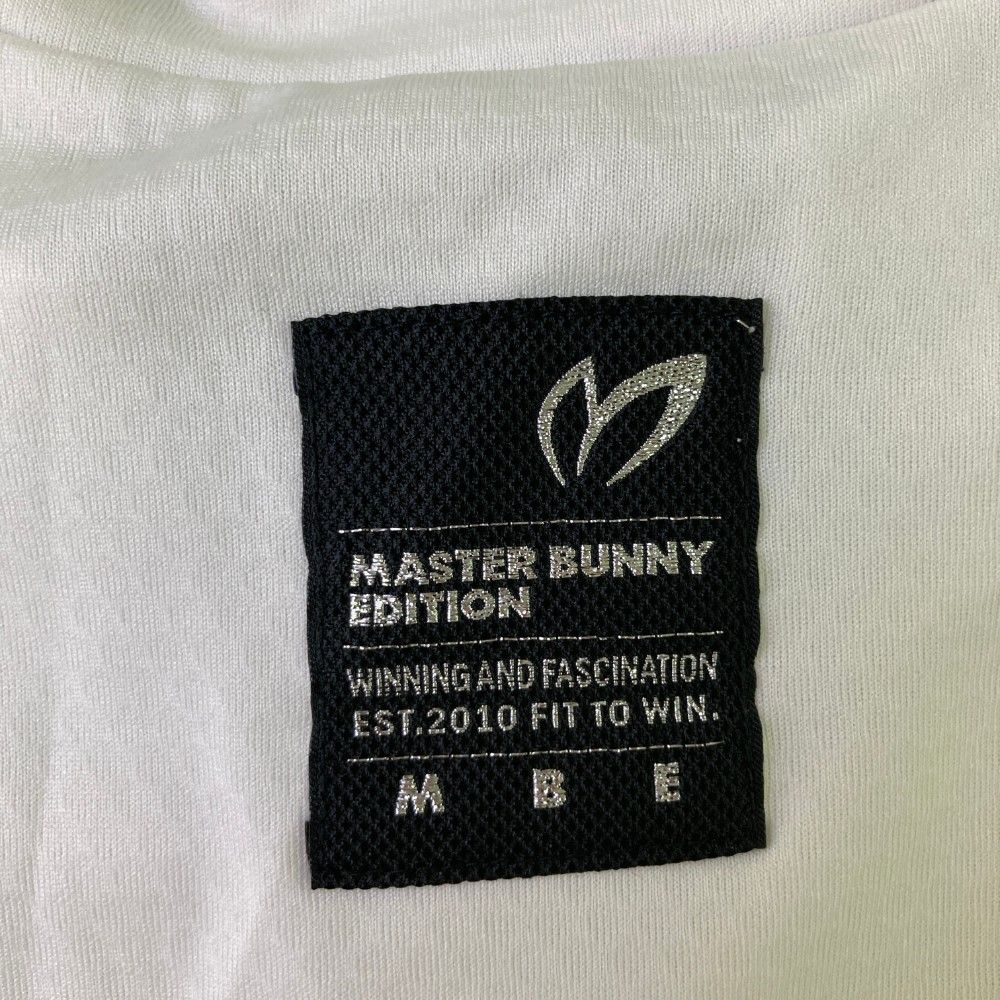 MASTER BUNNY
EDITION
WINNING AND FASCINATION
EST.2010 FIT TO WIN.
M B E